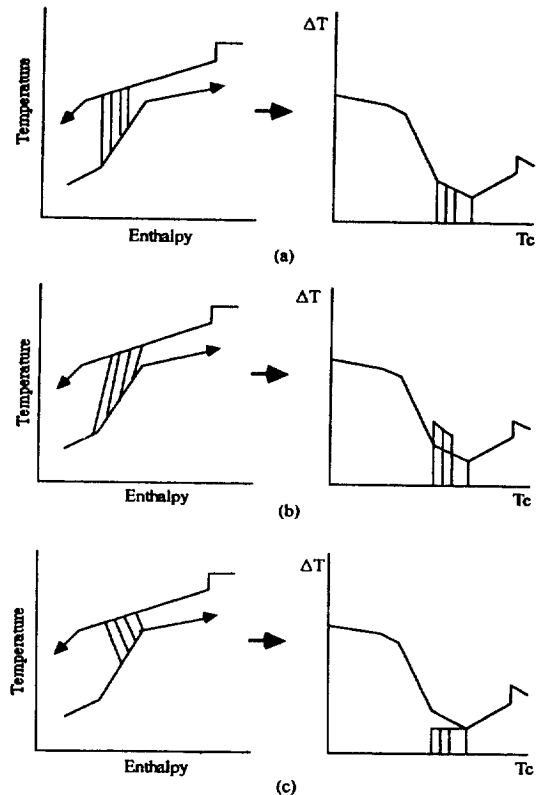 ΔT
Temperature
Enthalpy
Tc
(a)
ΔT
Temperature
Enthalpy
Tc
(b)
ΔT
Temperature
Enthalpy
Tc
(c)